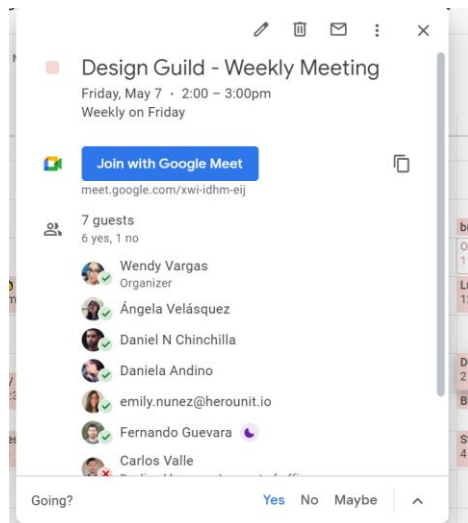 Design Guild - Weekly Meeting
Friday, May 7 · 2:00 – 3:00pm
Weekly on Friday
Join with Google Meet
meet.google.com/xwi-idhm-eij
7 guests
6 yes, 1 no
Wendy Vargas
Organizer
Ángela Velásquez
Daniel N Chinchilla
Daniela Andino
emily.nunez@herounit.io
Fernando Guevara
Carlos Valle
Going?
Yes No Maybe